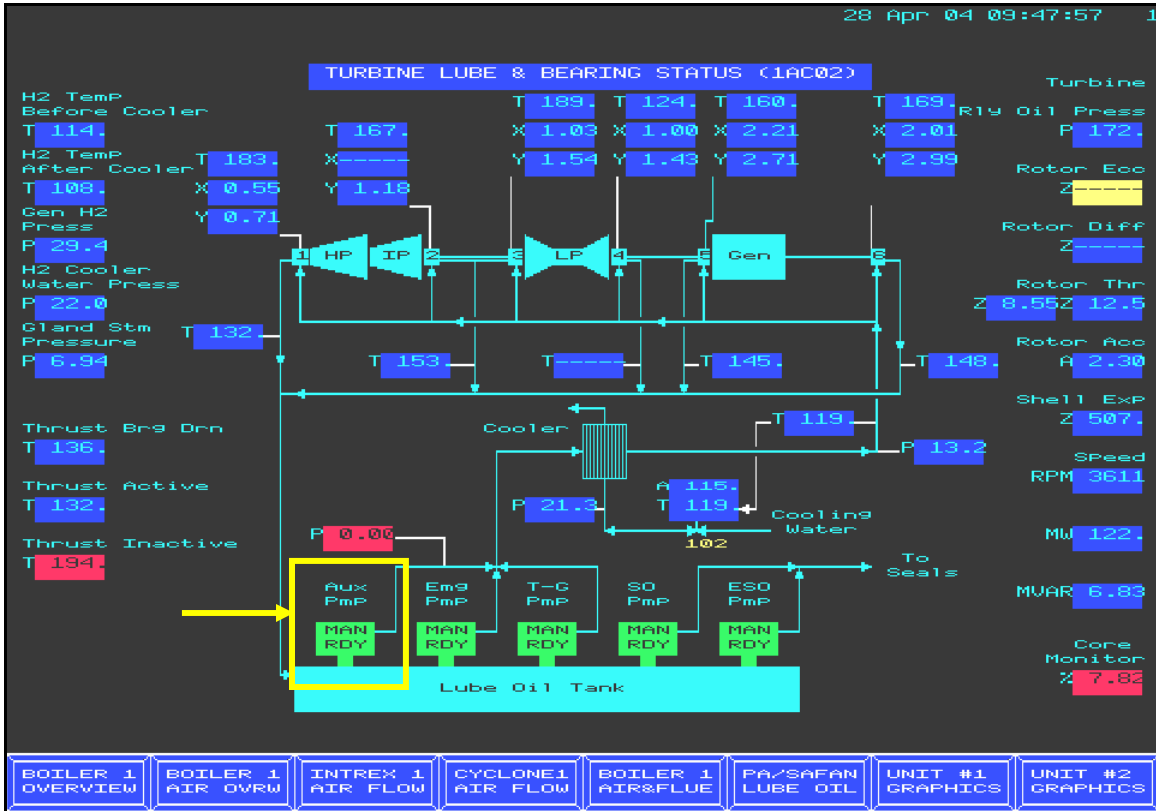 28 Apr 04 09:47:57 1
TURBINE LUBE & BEARING STATUS (1AC02)
H2 Temp
Before Cooler
T 114.
H2 Temp
After Cooler
T 108.
Gen H2
Press
P 29.4
H2 Cooler
Water Press
P 22.0
Gland Stm
Pressure
P 6.94
Thrust Brg Drn
T 136.
Thrust Active
T 132.
Thrust Inactive
T 194.
T 183.
X 0.55
Y 0.71
T 167.
X -----
Y 1.18
T 189.
X 1.03
Y 1.54
T 124.
X 1.00
Y 1.43
T 160.
X 2.21
Y 2.71
T 169.
X 2.01
Y 2.99
1 HP IP 2 3 LP 4 5 Gen 6
T 132.
T 153.
T -----
T 145.
T 148.
Cooler
T 119.
P 13.2
P 21.3
A 115.
T 119.
Cooling
Water
102
P 0.00
Aux
Pmp
MAN
RDY
Emg
Pmp
MAN
RDY
T-G
Pmp
MAN
RDY
SO
Pmp
MAN
RDY
ESO
Pmp
MAN
RDY
To
Seals
Lube Oil Tank
Turbine
Rly Oil Press
P 172.
Rotor Ecc
Z -----
Rotor Diff
Z -----
Rotor Thr
Z 8.55 Z 12.5
Rotor Acc
A 2.30
Shell Exp
Z 507.
Speed
RPM 3611
MW 122.
MVAR 6.83
Core
Monitor
% 7.82
BOILER 1
OVERVIEW
BOILER 1
AIR OVRW
INTREX 1
AIR FLOW
CYCLONE1
AIR FLOW
BOILER 1
AIR&FLUE
PA/SAFAN
LUBE OIL
UNIT #1
GRAPHICS
UNIT #2
GRAPHICS